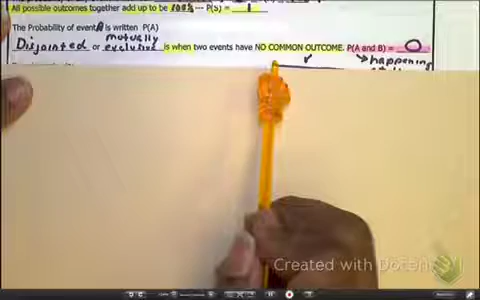 All possible outcomes together add up to be 100% --- P(S) = 1
The Probability of event A is written P(A)
Disjointed or mutually exclusive is when two events have NO COMMON OUTCOME. P(A and B) = 0
happening
Created with Doceri